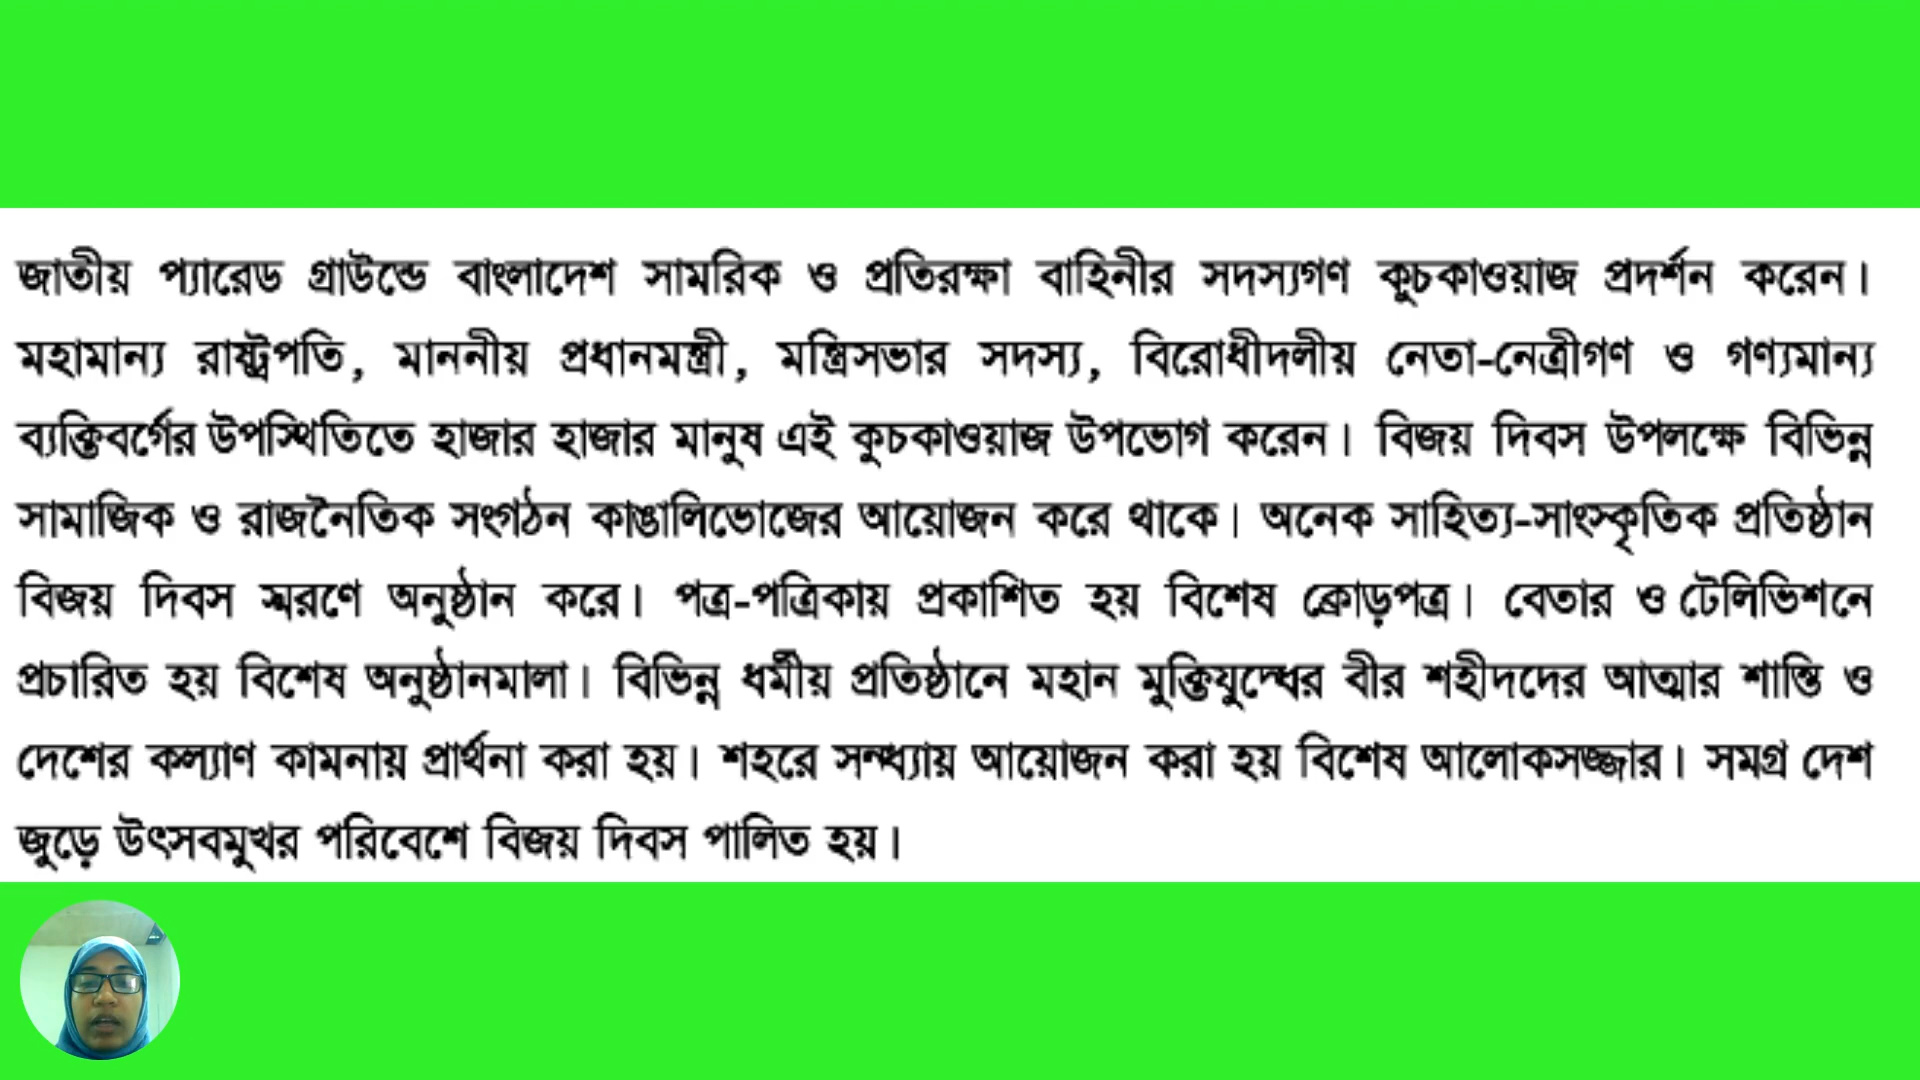 জাতীয় প্যারেড গ্রাউন্ডে বাংলাদেশ সামরিক ও প্রতিরক্ষা বাহিনীর সদস্যগণ কুচকাওয়াজ প্রদর্শন করেন।
মহামান্য রাষ্ট্রপতি, মাননীয় প্রধানমন্ত্রী, মন্ত্রিসভার সদস্য, বিরোধীদলীয় নেতা-নেত্রীগণ ও গণ্যমান্য
ব্যক্তিবর্গের উপস্থিতিতে হাজার হাজার মানুষ এই কুচকাওয়াজ উপভোগ করেন। বিজয় দিবস উপলক্ষে বিভিন্ন
সামাজিক ও রাজনৈতিক সংগঠন কাঙালিভোজের আয়োজন করে থাকে। অনেক সাহিত্য-সাংস্কৃতিক প্রতিষ্ঠান
বিজয় দিবস স্মরণে অনুষ্ঠান করে। পত্র-পত্রিকায় প্রকাশিত হয় বিশেষ ক্রোড়পত্র। বেতার ও টেলিভিশনে
প্রচারিত হয় বিশেষ অনুষ্ঠানমালা। বিভিন্ন ধর্মীয় প্রতিষ্ঠানে মহান মুক্তিযুদ্ধের বীর শহীদদের আত্মার শান্তি ও
দেশের কল্যাণ কামনায় প্রার্থনা করা হয়। শহরে সন্ধ্যায় আয়োজন করা হয় বিশেষ আলোকসজ্জার। সমগ্র দেশ
জুড়ে উৎসবমুখর পরিবেশে বিজয় দিবস পালিত হয়।